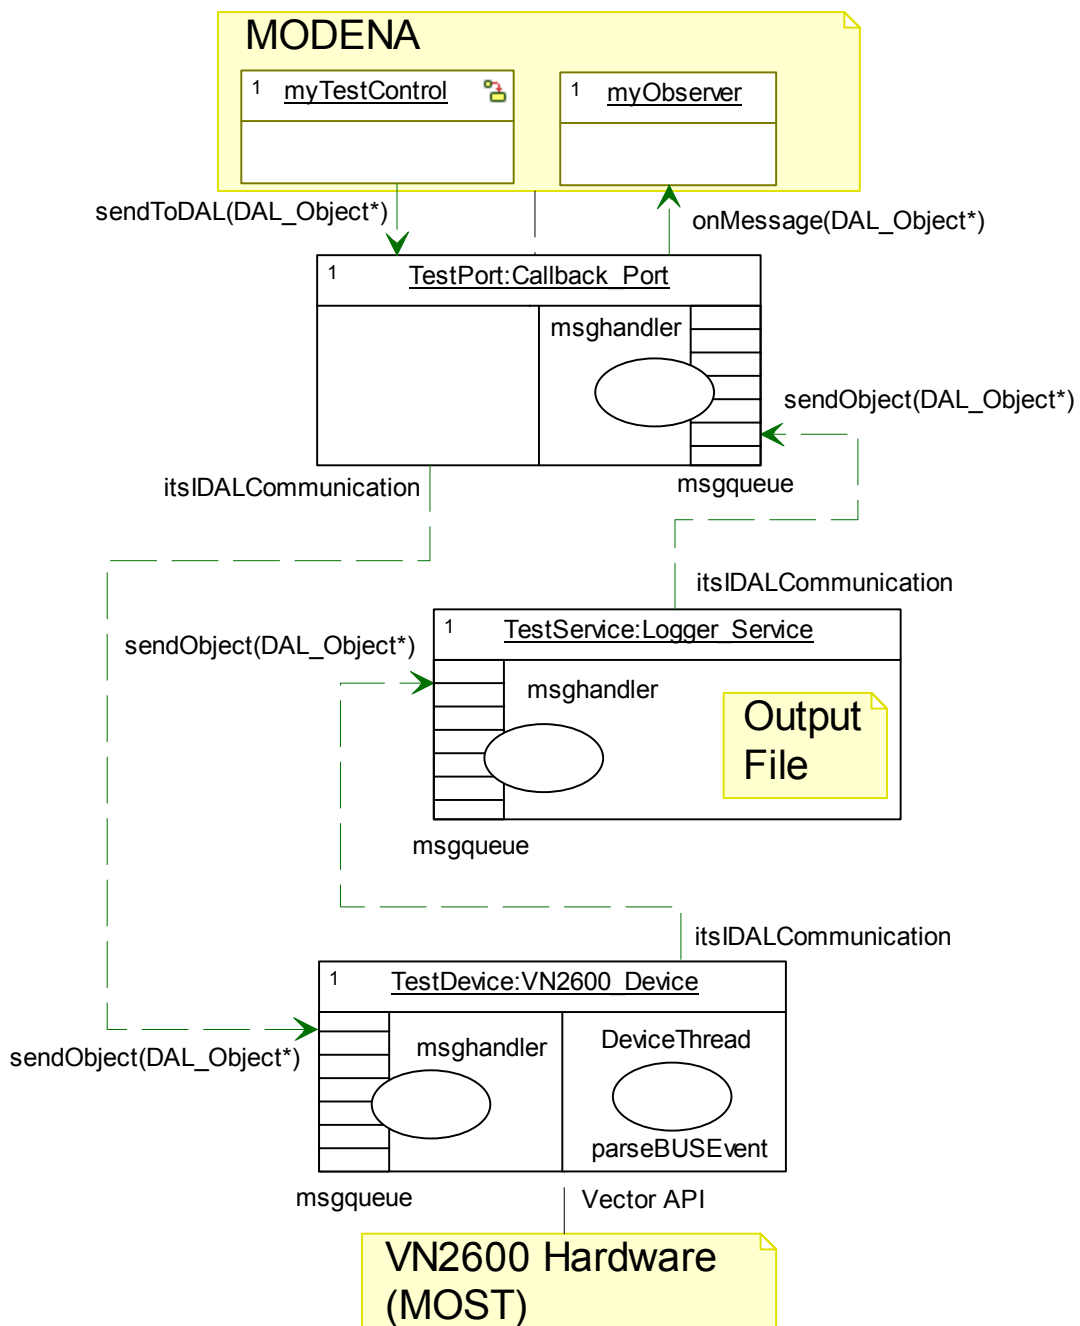 MODENA
1 myTestControl
1 myObserver
sendToDAL(DAL_Object*)
onMessage(DAL_Object*)
1 TestPort:Callback_Port
msghandler
sendObject(DAL_Object*)
itsIDALCommunication
msgqueue
itsIDALCommunication
1 TestService:Logger_Service
sendObject(DAL_Object*)
msghandler
Output
File
msgqueue
itsIDALCommunication
1 TestDevice:VN2600_Device
DeviceThread
msghandler
sendObject(DAL_Object*)
parseBUSEvent
msgqueue
Vector API
VN2600 Hardware
(MOST)